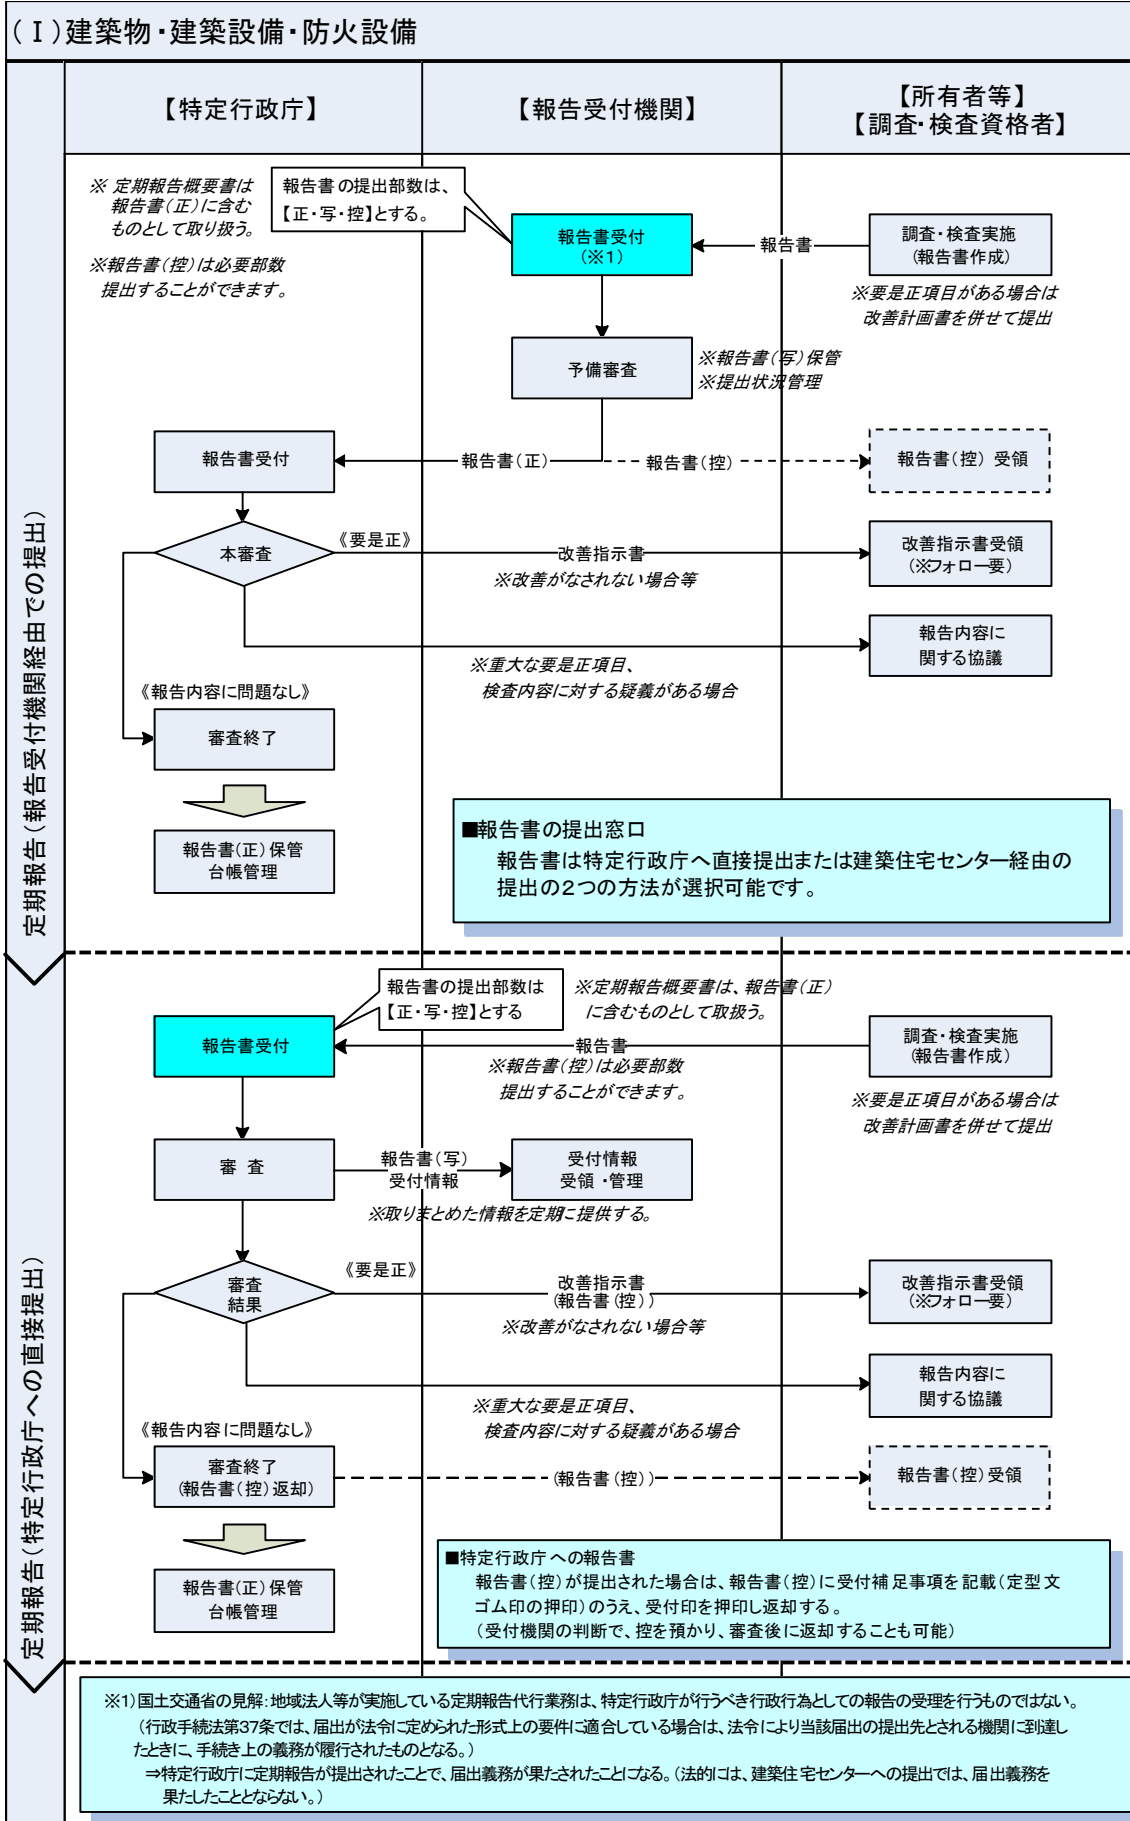 (Ⅰ)建築物・建築設備・防火設備
【特定行政庁】
【報告受付機関】
【所有者等】
【調査・検査資格者】
定期報告(報告受付機関経由での提出)
※ 定期報告概要書は
報告書(正)に含む
ものとして取り扱う。
※報告書(控)は必要部数
提出することができます。
報告書の提出部数は、
【正・写・控】とする。
報告書受付
(※1)
報告書
調査・検査実施
(報告書作成)
※要是正項目がある場合は
改善計画書を併せて提出
予備審査
※報告書(写)保管
※提出状況管理
報告書受付
報告書(正)
報告書(控)
報告書(控) 受領
本審査
《要是正》
改善指示書
※改善がなされない場合等
改善指示書受領
(※フォロー要)
報告内容に
関する協議
※重大な要是正項目、
検査内容に対する疑義がある場合
《報告内容に問題なし》
審査終了
報告書(正)保管
台帳管理
■報告書の提出窓口
報告書は特定行政庁へ直接提出または建築住宅センター経由の
提出の2つの方法が選択可能です。
定期報告(特定行政庁への直接提出)
報告書の提出部数は
【正・写・控】とする
※定期報告概要書は、報告書(正)
に含むものとして取扱う。
報告書受付
報告書
※報告書(控)は必要部数
提出することができます。
調査・検査実施
(報告書作成)
※要是正項目がある場合は
改善計画書を併せて提出
審 査
報告書(写)
受付情報
受付情報
受領・管理
※取りまとめた情報を定期に提供する。
審査
結果
《要是正》
改善指示書
(報告書(控))
※改善がなされない場合等
改善指示書受領
(※フォロー要)
報告内容に
関する協議
※重大な要是正項目、
検査内容に対する疑義がある場合
《報告内容に問題なし》
審査終了
(報告書(控)返却)
(報告書(控))
報告書(控)受領
報告書(正)保管
台帳管理
■特定行政庁への報告書
報告書(控)が提出された場合は、報告書(控)に受付補足事項を記載(定型文
ゴム印の押印)のうえ、受付印を押印し返却する。
(受付機関の判断で、控を預かり、審査後に返却することも可能)
※1)国土交通省の見解:地域法人等が実施している定期報告代行業務は、特定行政庁が行うべき行政行為としての報告の受理を行うものではない。
(行政手続法第37条では、届出が法令に定められた形式上の要件に適合している場合は、法令により当該届出の提出先とされる機関に到達し
たときに、手続き上の義務が履行されたものとなる。)
⇒特定行政庁に定期報告が提出されたことで、届出義務が果たされたことになる。(法的には、建築住宅センターへの提出では、届出義務を
果たしたこととならない。)